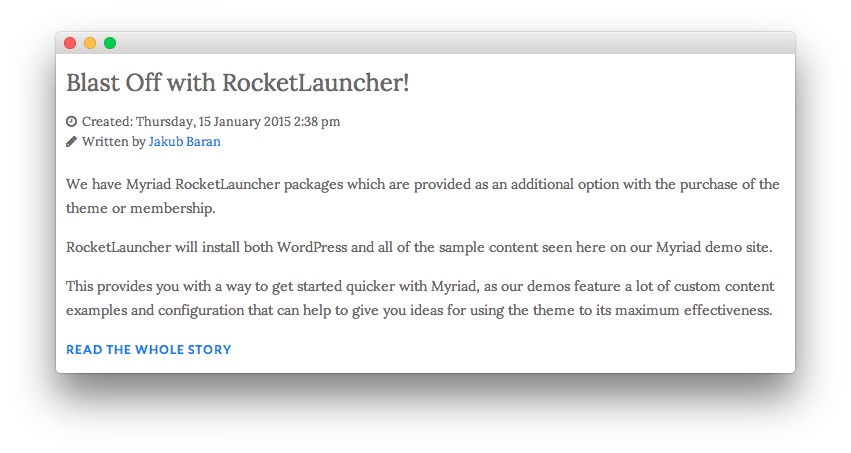 Blast Off with RocketLauncher!
Created: Thursday, 15 January 2015 2:38 pm
Written by Jakub Baran
We have Myriad RocketLauncher packages which are provided as an additional option with the purchase of the
theme or membership.
RocketLauncher will install both WordPress and all of the sample content seen here on our Myriad demo site.
This provides you with a way to get started quicker with Myriad, as our demos feature a lot of custom content
examples and configuration that can help to give you ideas for using the theme to its maximum effectiveness.
READ THE WHOLE STORY